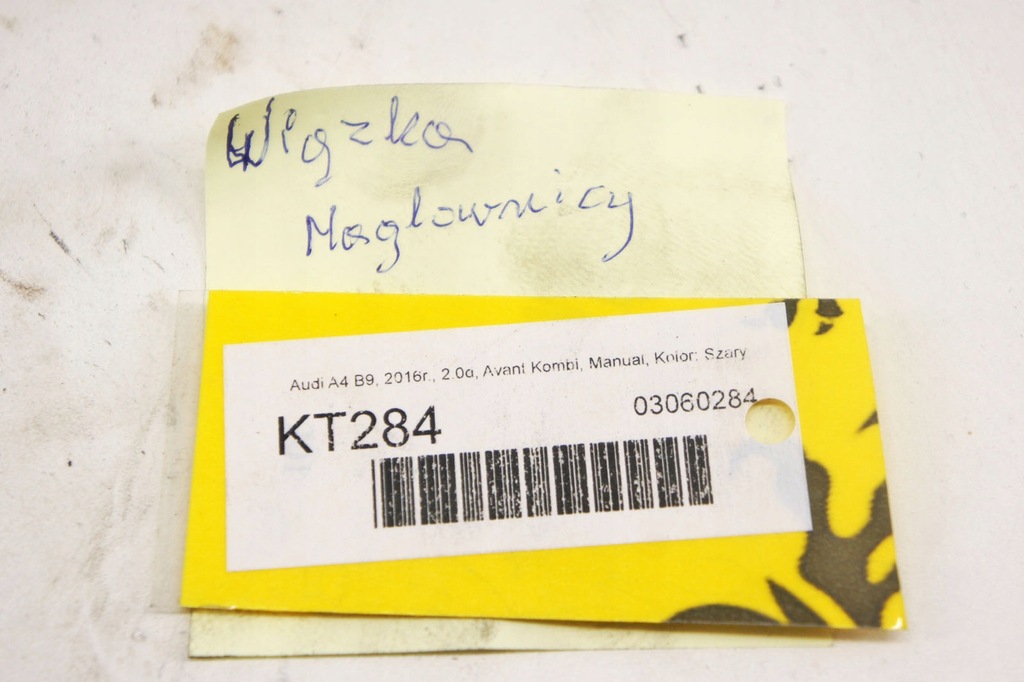 Wiązka
Maglownicy
Audi A4 B9, 2016r., 2.0d, Avant Kombi, Manual, Kolor: Szary
KT284
03060284